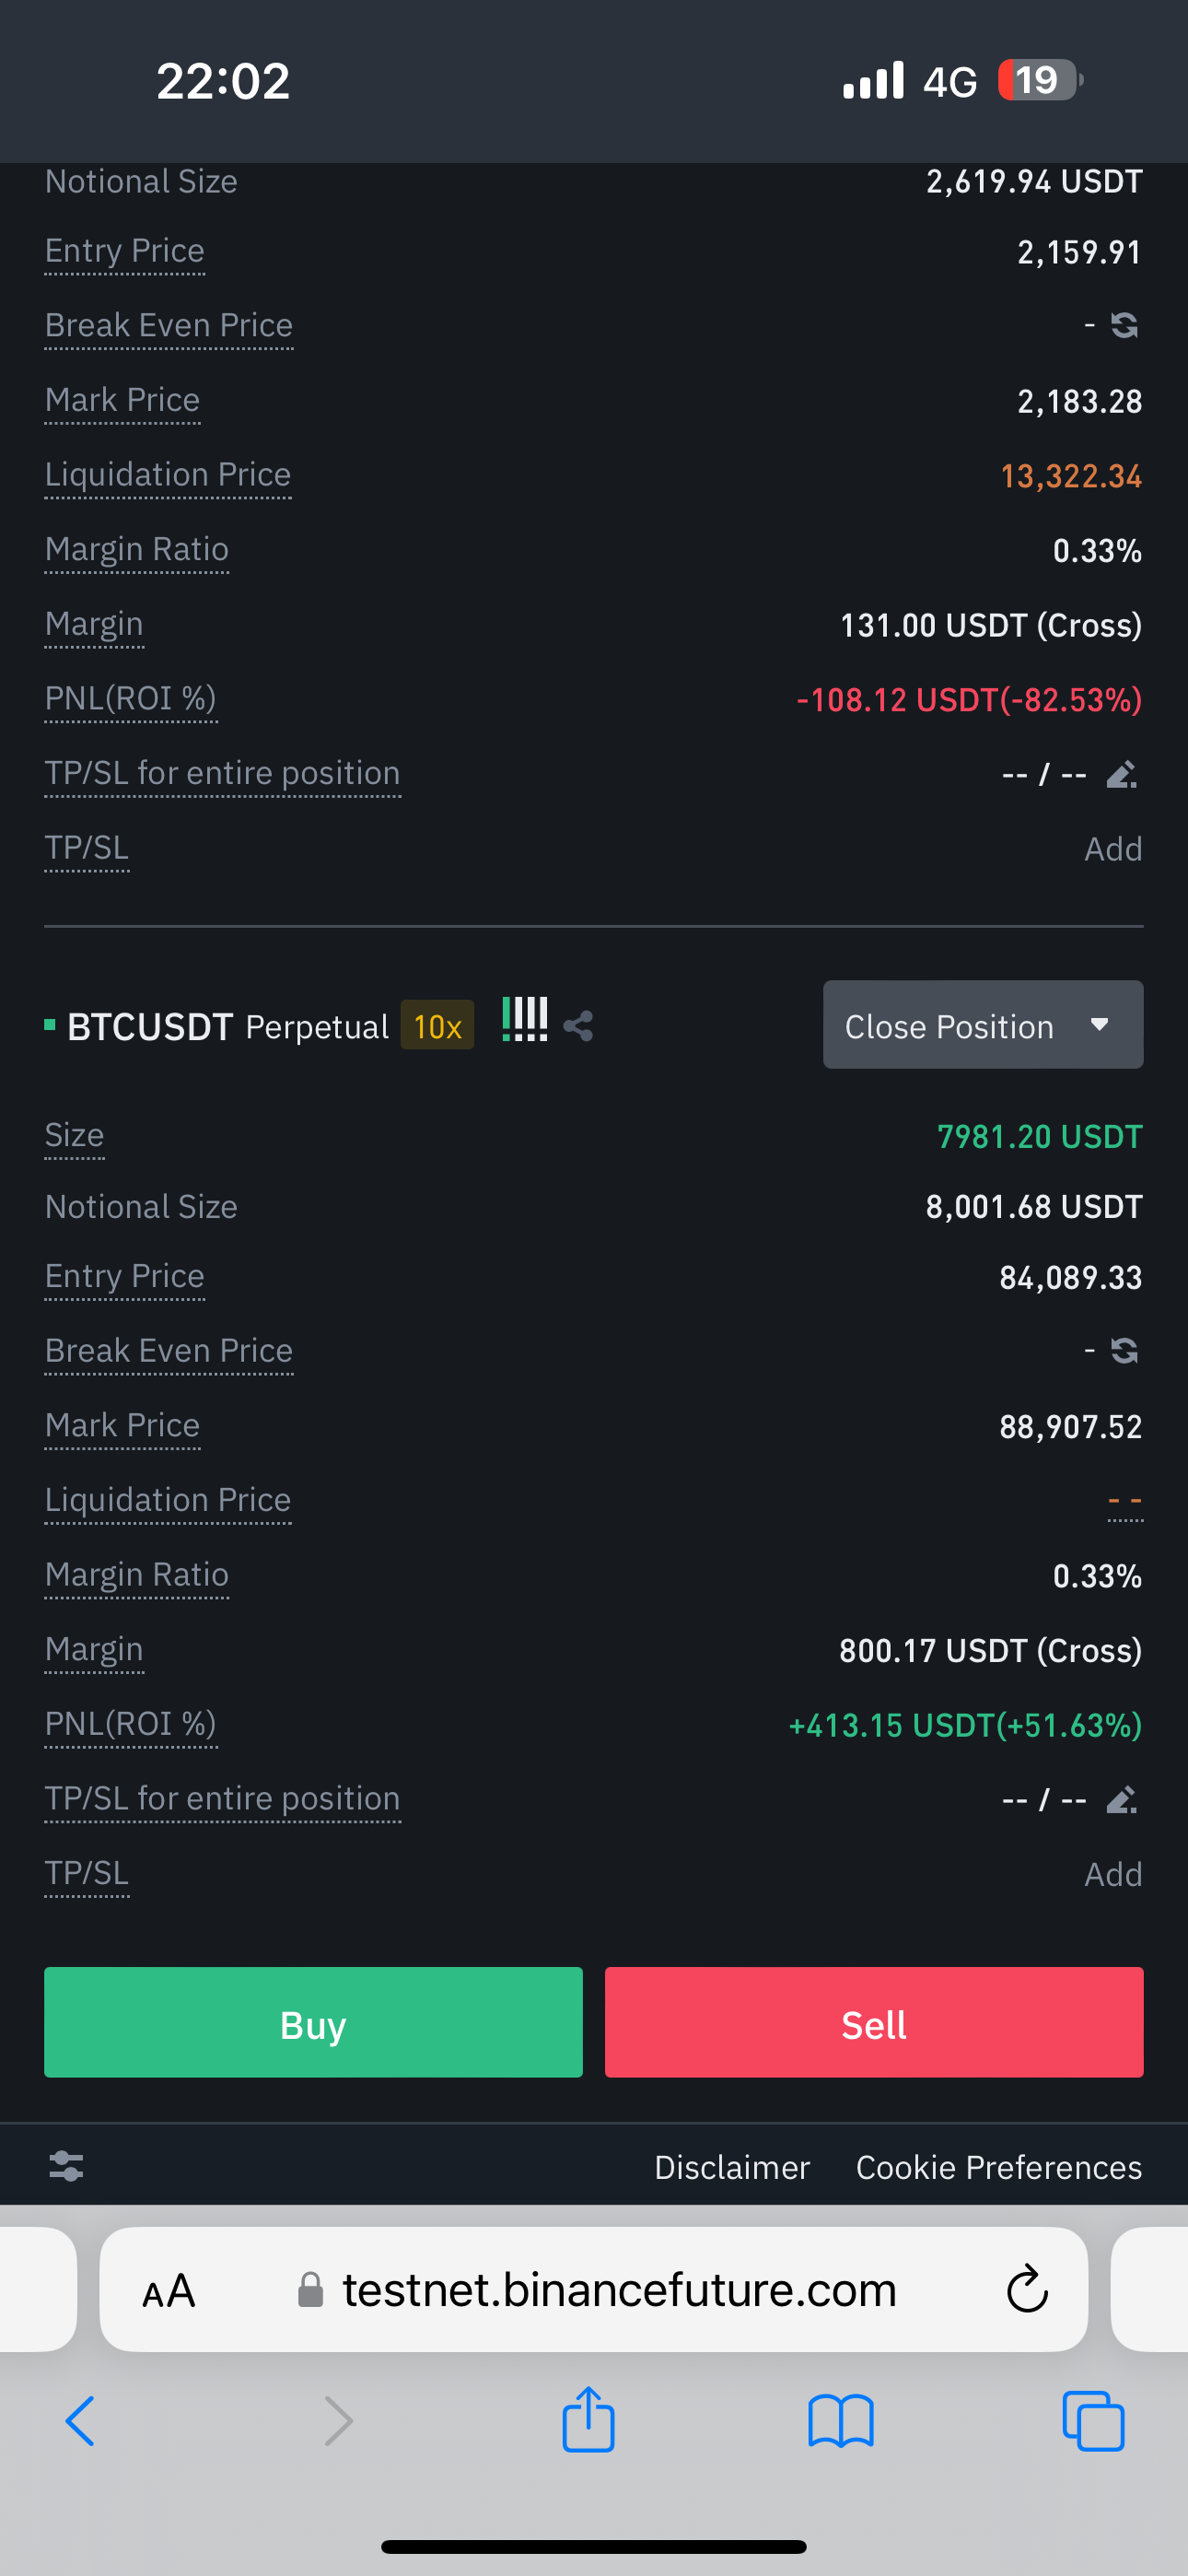 22:02 4G 19
Notional Size 2,619.94 USDT
Entry Price 2,159.91
Break Even Price -
Mark Price 2,183.28
Liquidation Price 13,322.34
Margin Ratio 0.33%
Margin 131.00 USDT (Cross)
PNL(ROI %) -108.12 USDT(-82.53%)
TP/SL for entire position -- / --
TP/SL Add
BTCUSDT Perpetual 10x !!!! Close Position
Size 7981.20 USDT
Notional Size 8,001.68 USDT
Entry Price 84,089.33
Break Even Price -
Mark Price 88,907.52
Liquidation Price - -
Margin Ratio 0.33%
Margin 800.17 USDT (Cross)
PNL(ROI %) +413.15 USDT(+51.63%)
TP/SL for entire position -- / --
TP/SL Add
Buy Sell
Disclaimer Cookie Preferences
AA testnet.binancefuture.com